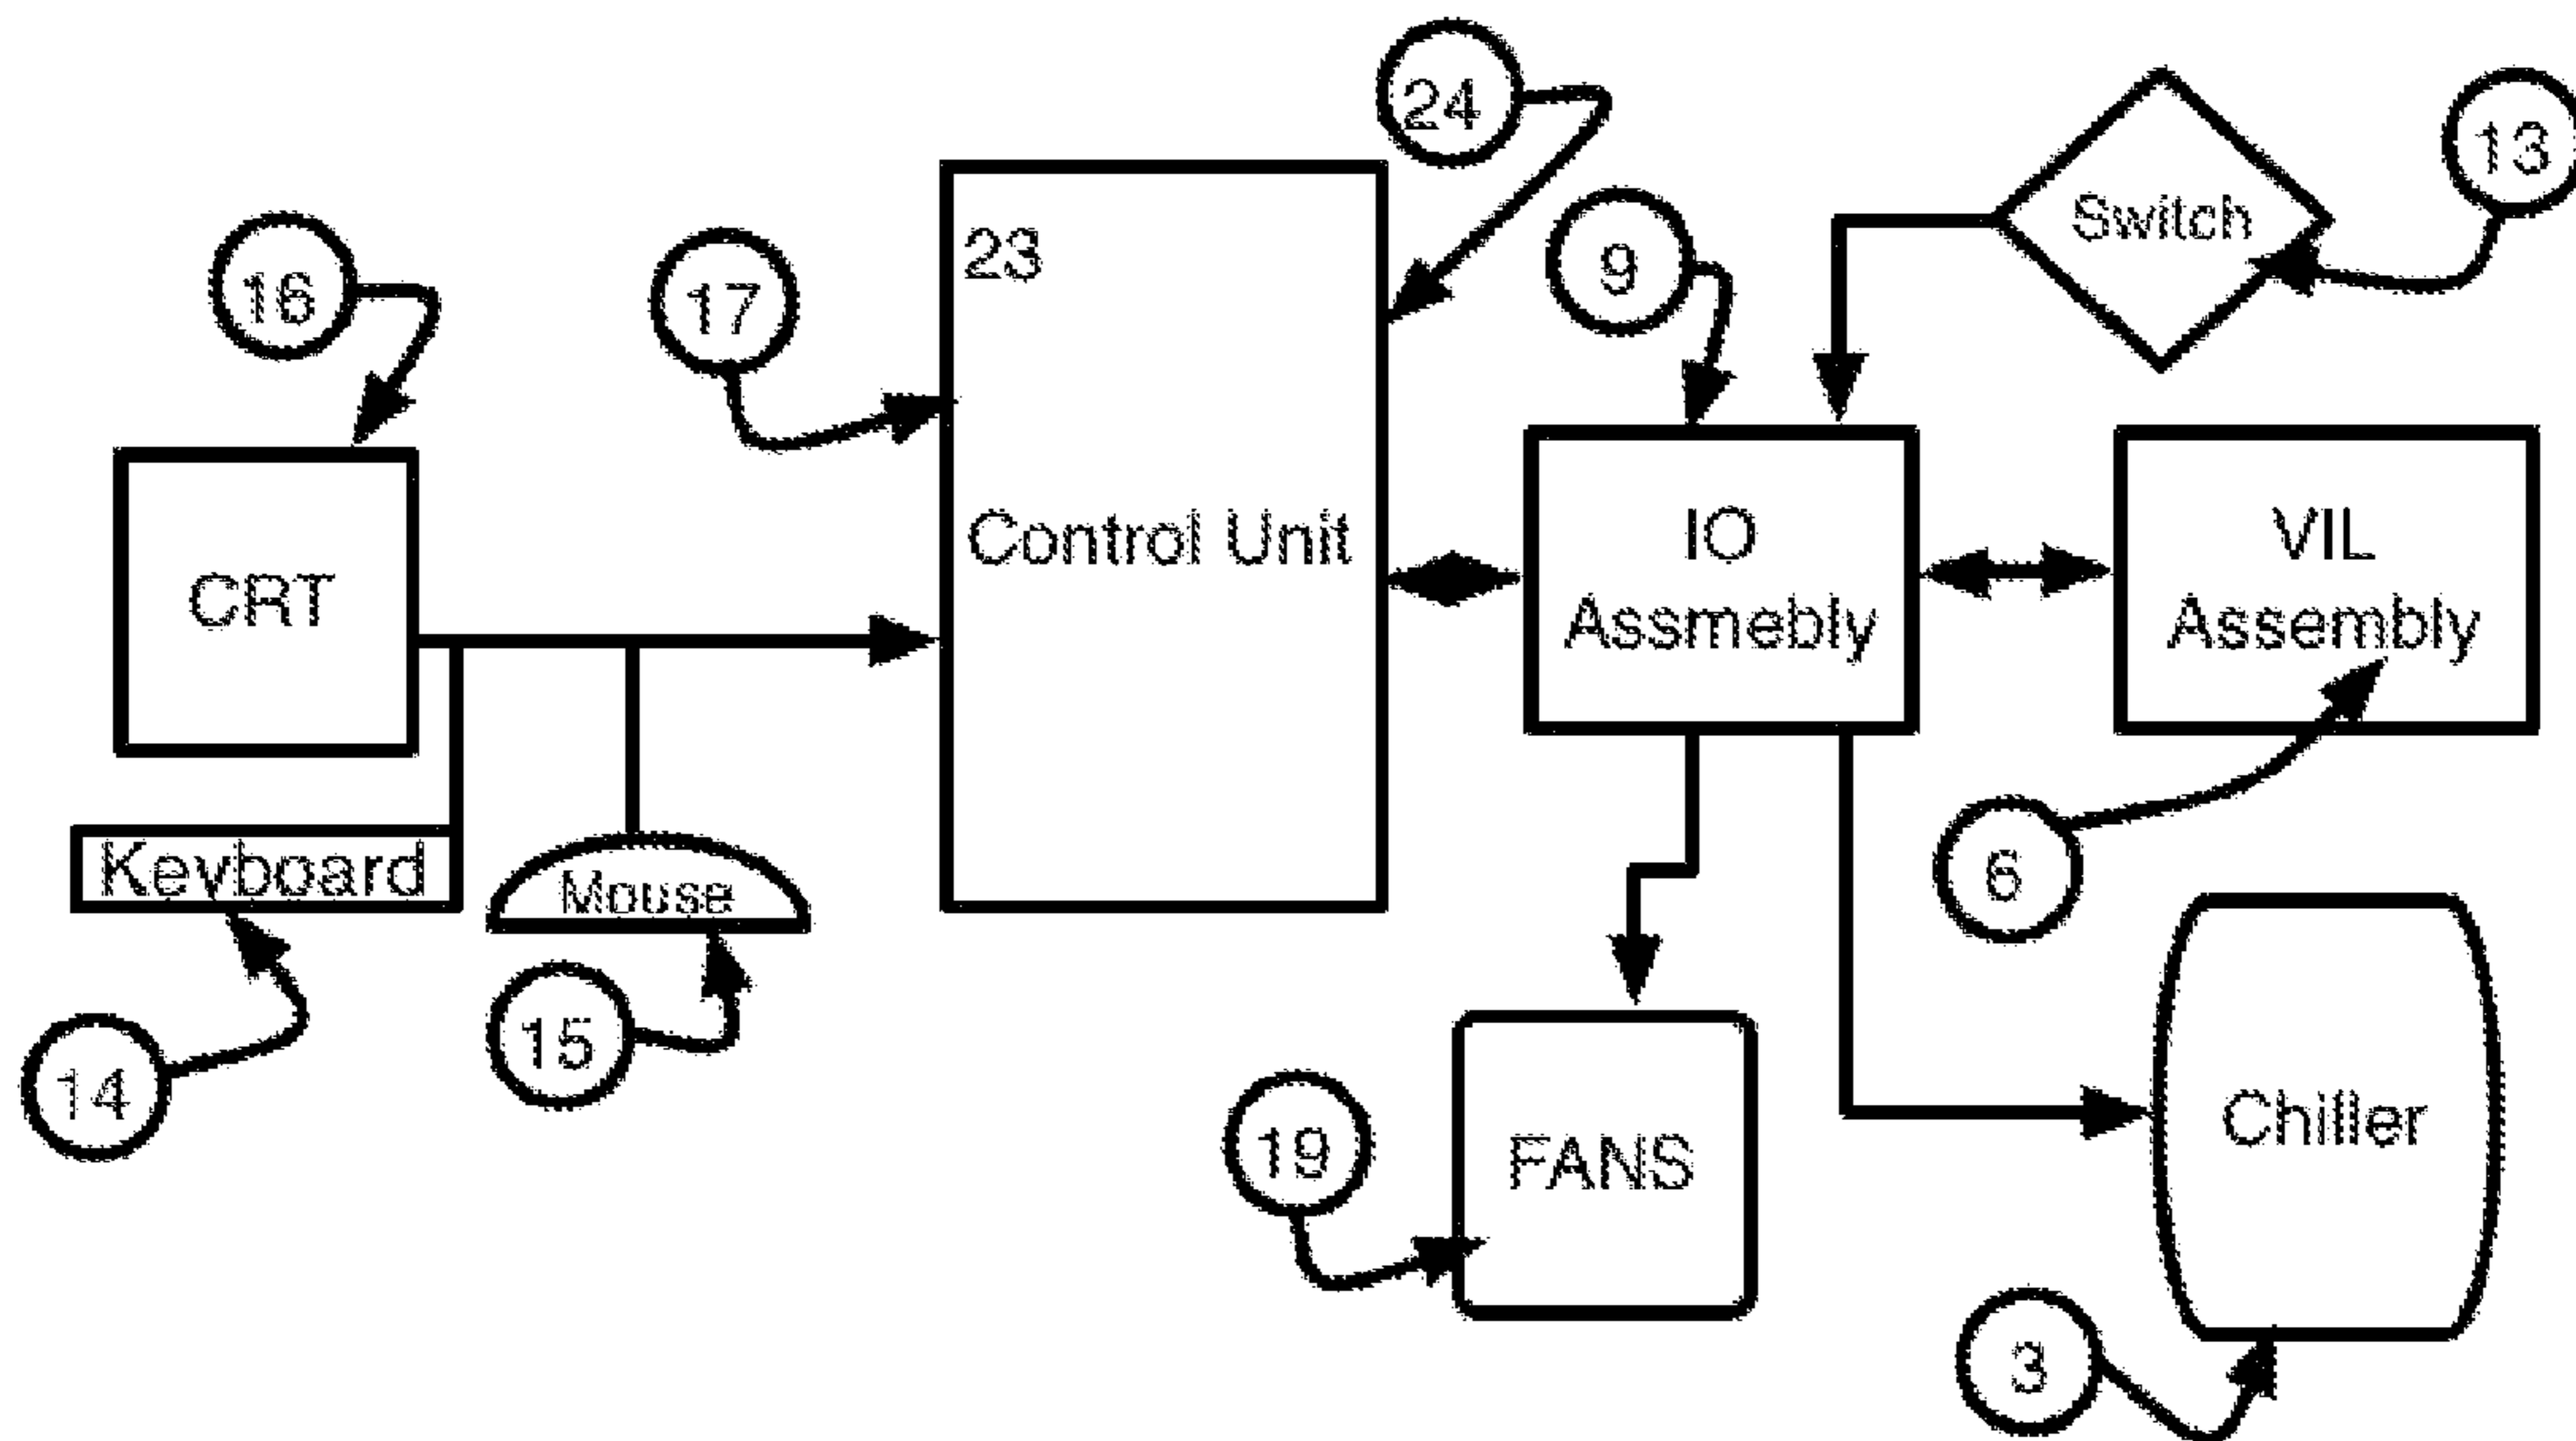 24
13
Switch
23
9
16
17
IO
Assmebly
VIL
Assembly
Control Unit
CRT
Keyboard
Mouse
6
15
14
Chiller
19
FANS
3